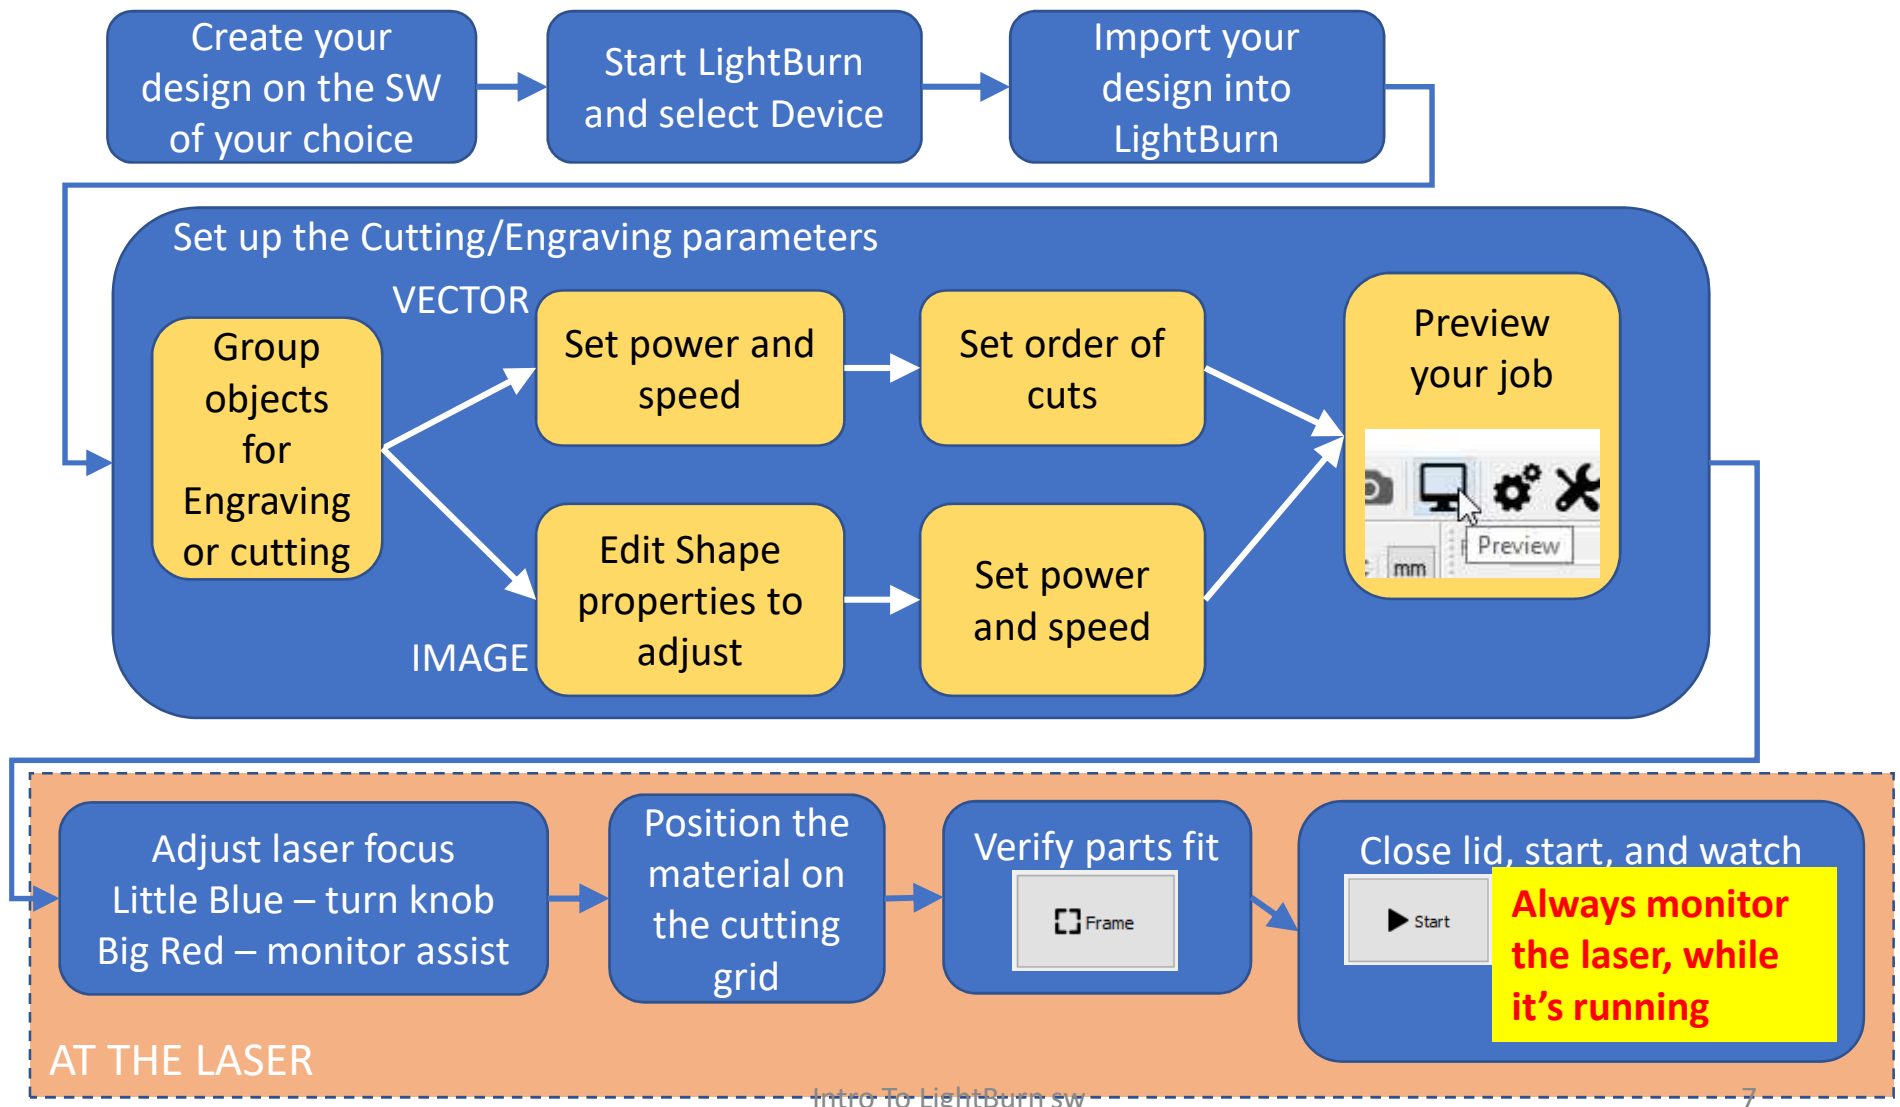 Create your
design on the SW
of your choice
Start LightBurn
and select Device
Import your
design into
LightBurn
Set up the Cutting/Engraving parameters
VECTOR
Group
objects
for
Engraving
or cutting
Set power and
speed
Set order of
cuts
IMAGE
Edit Shape
properties to
adjust
Set power
and speed
Preview
your job
Preview
mm
Adjust laser focus
Little Blue – turn knob
Big Red – monitor assist
Position the
material on
the cutting
grid
Verify parts fit
Frame
Close lid, start, and watch
Start
Always monitor
the laser, while
it’s running
AT THE LASER
Intro To LightBurn sw
7